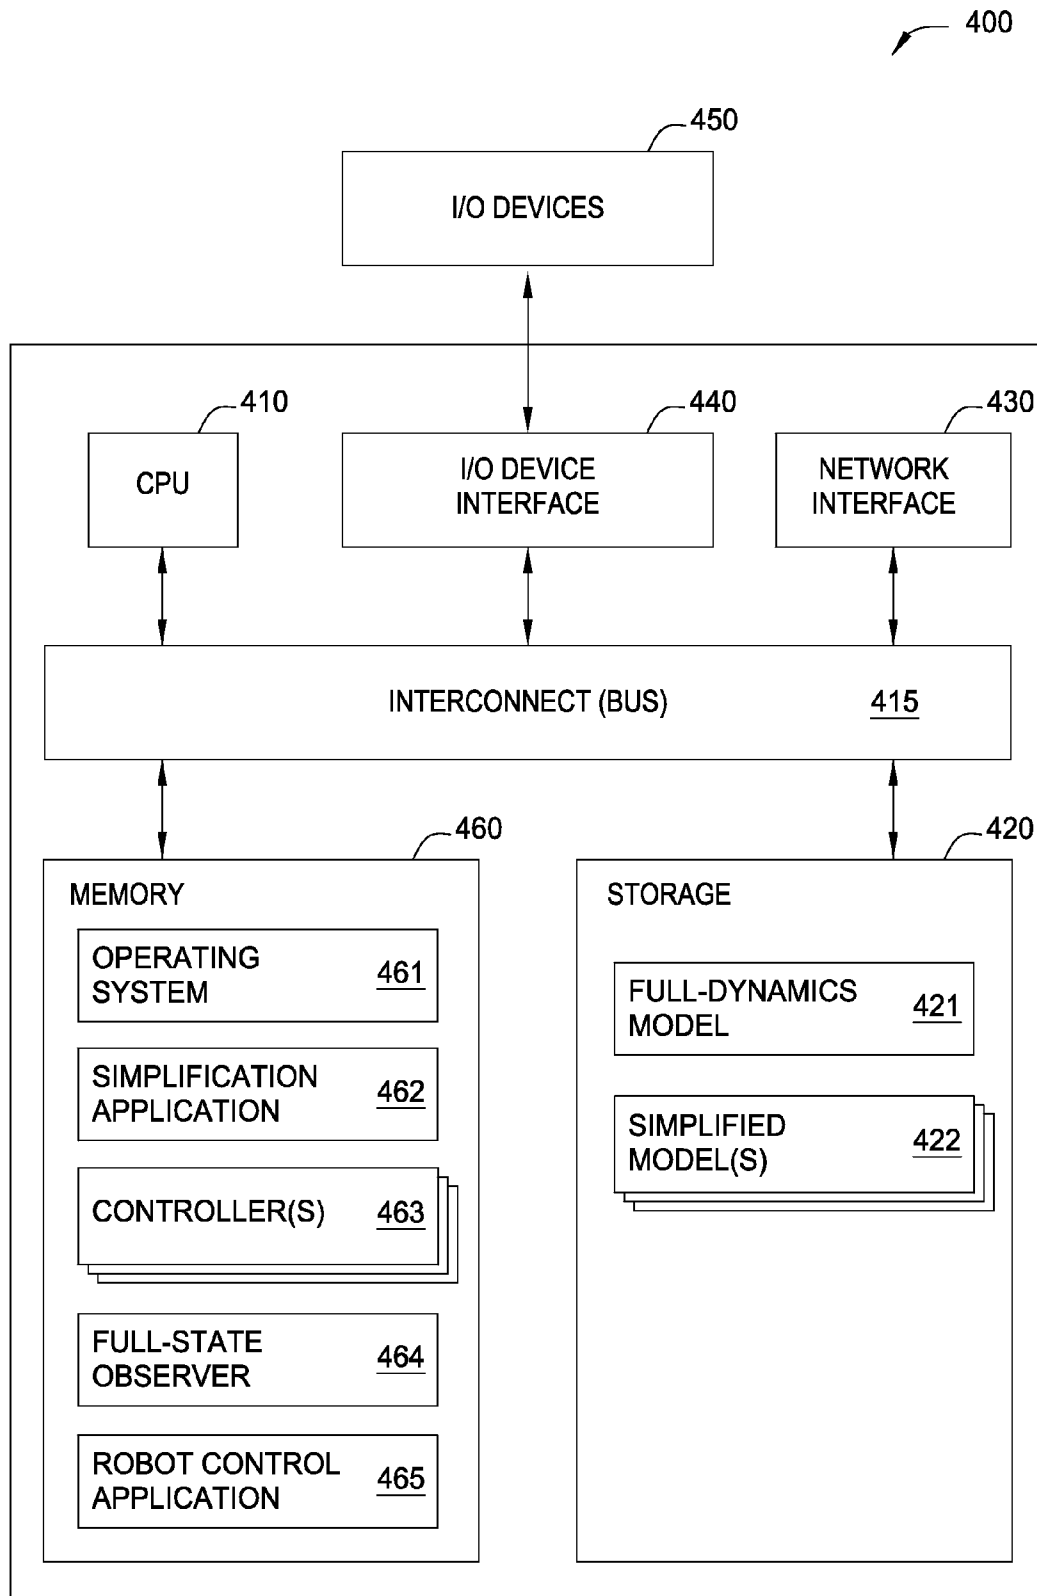 400
450
I/O DEVICES
410
440
430
CPU
I/O DEVICE
INTERFACE
NETWORK
INTERFACE
INTERCONNECT (BUS)
415
460
420
MEMORY
OPERATING
SYSTEM
461
SIMPLIFICATION
APPLICATION
462
CONTROLLER(S)
463
FULL-STATE
OBSERVER
464
ROBOT CONTROL
APPLICATION
465
STORAGE
FULL-DYNAMICS
MODEL
421
SIMPLIFIED
MODEL(S)
422